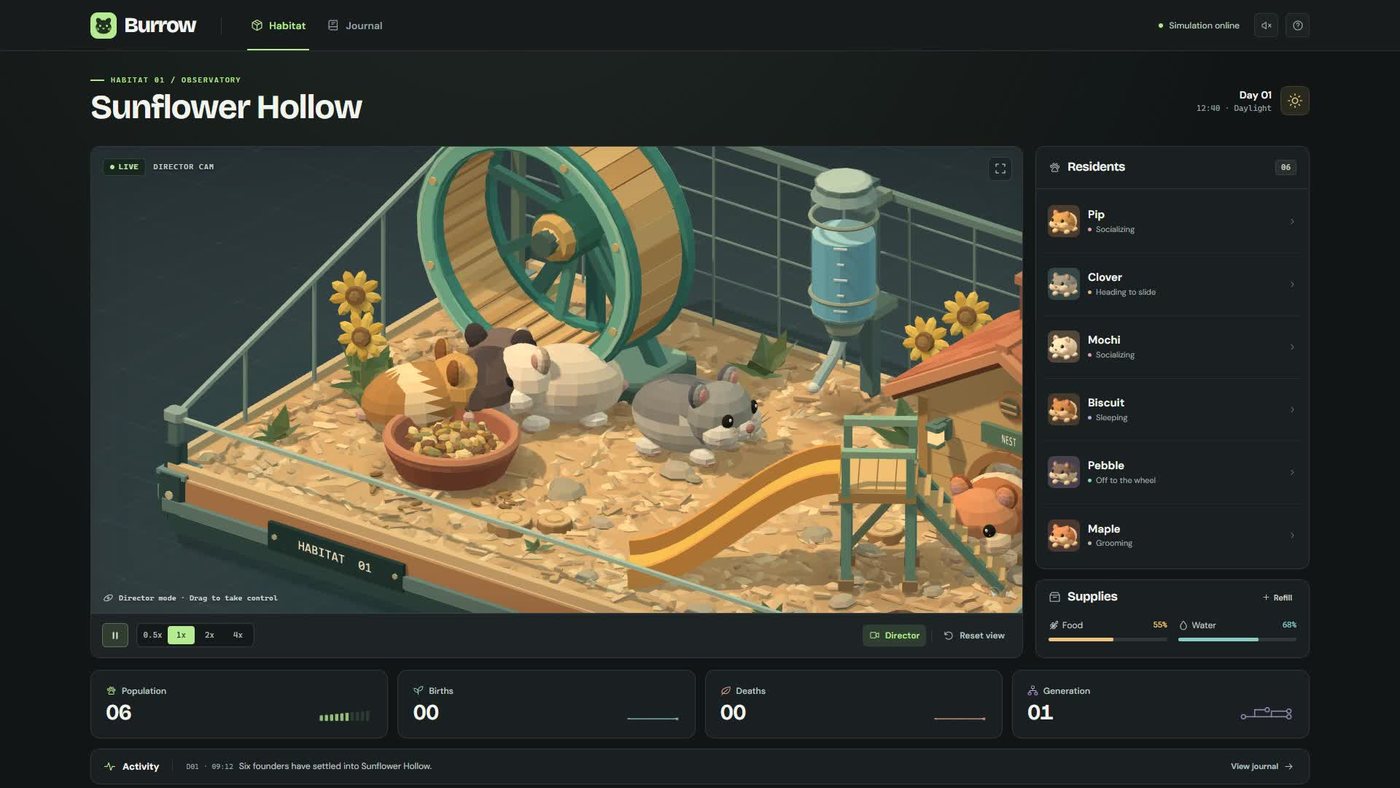 Burrow
Habitat
Journal
Simulation online
HABITAT 01 / OBSERVATORY
Sunflower Hollow
Day 01
12:40 · Daylight
LIVE
DIRECTOR CAM
NEST
HABITAT 01
Director mode · Drag to take control
0.5x
1x
2x
4x
Director
Reset view
Residents
06
Pip
Socializing
Clover
Heading to slide
Mochi
Socializing
Biscuit
Sleeping
Pebble
Off to the wheel
Maple
Grooming
Supplies
+ Refill
Food
55%
Water
68%
Population
06
Births
00
Deaths
00
Generation
01
Activity
D01 · 09:12 Six founders have settled into Sunflower Hollow.
View journal →